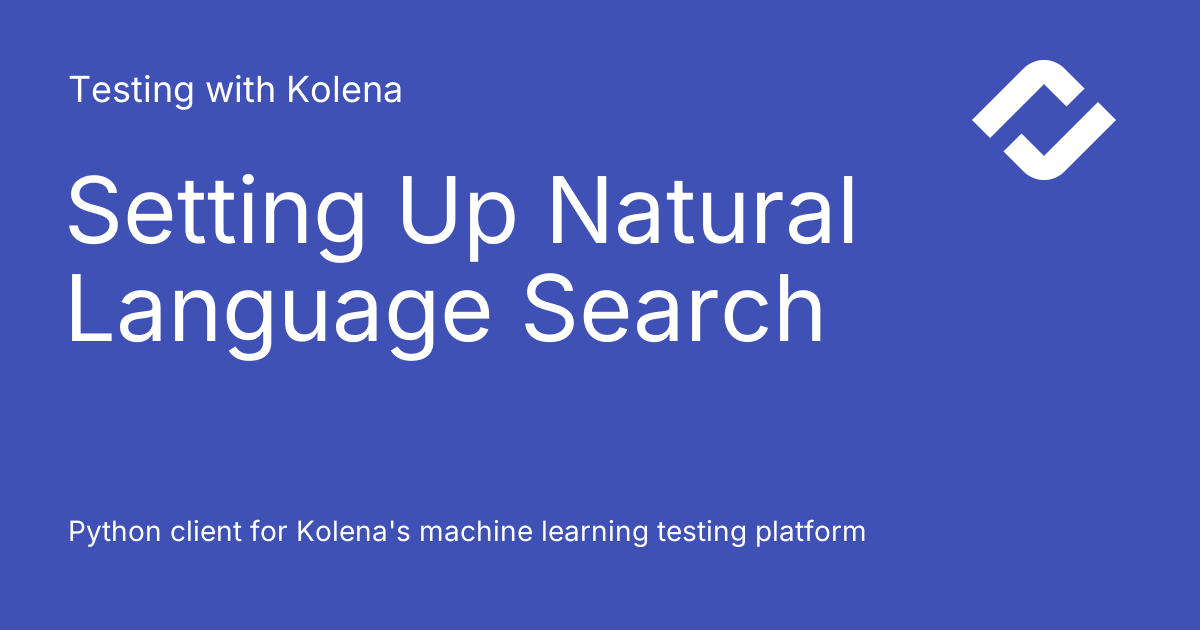 Testing with Kolena
Setting Up Natural
Language Search
Python client for Kolena's machine learning testing platform